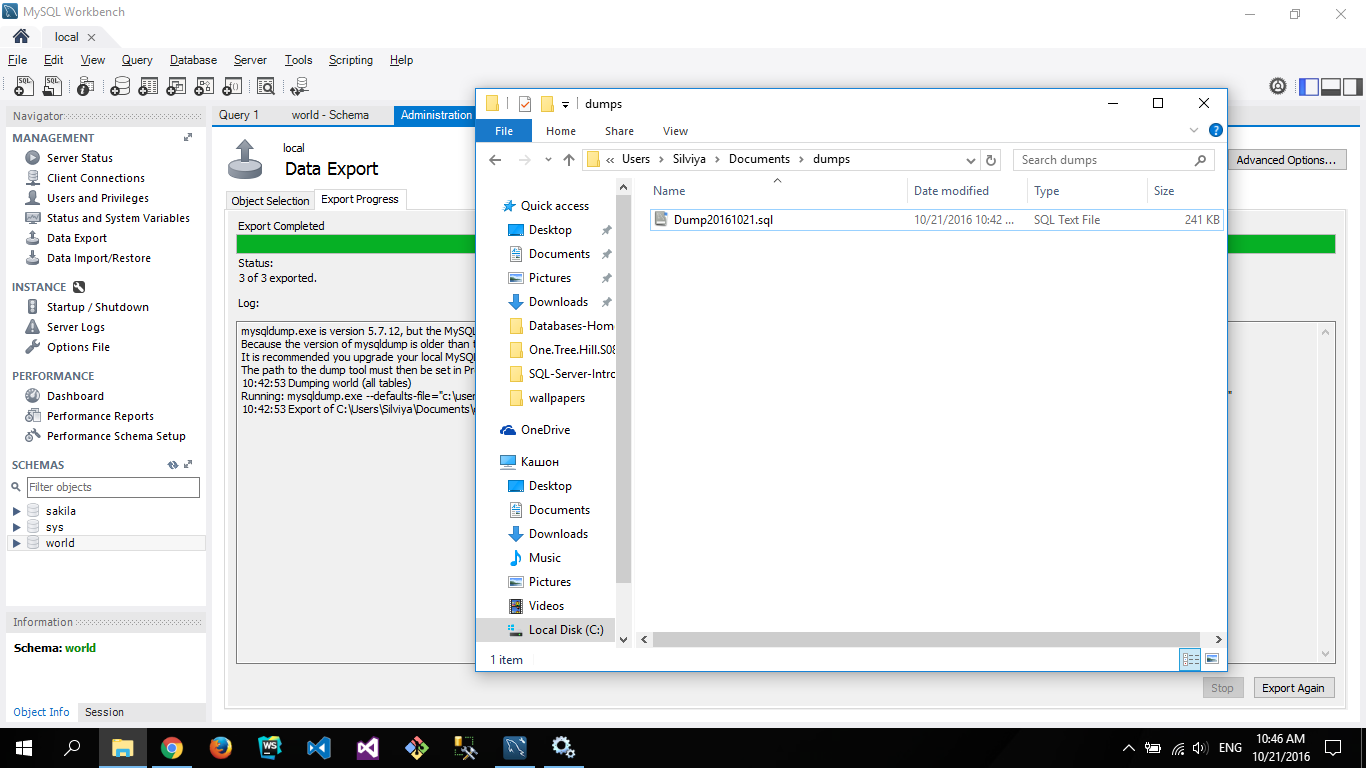 MySQL Workbench
local
File Edit View Query Database Server Tools Scripting Help
Navigator
MANAGEMENT
Server Status
Client Connections
Users and Privileges
Status and System Variables
Data Export
Data Import/Restore
INSTANCE
Startup / Shutdown
Server Logs
Options File
PERFORMANCE
Dashboard
Performance Reports
Performance Schema Setup
SCHEMAS
Filter objects
sakila
sys
world
Information
Schema: world
Object Info Session
Query 1 world - Schema Administration
local
Data Export
Advanced Options...
Object Selection Export Progress
Export Completed
Status:
3 of 3 exported.
Log:
mysqldump.exe is version 5.7.12, but the MySQL
Because the version of mysqldump is older than
It is recommended you upgrade your local MySQL
The path to the dump tool must then be set in
10:42:53 Dumping world (all tables)
Running: mysqldump.exe --defaults-file="c:\user
10:42:53 Export of C:\Users\Silviya\Documents\
Stop Export Again
dumps
File Home Share View
« Users › Silviya › Documents › dumps
Search dumps
Name Date modified Type Size
Dump20161021.sql 10/21/2016 10:42 ... SQL Text File 241 KB
Quick access
Desktop
Documents
Pictures
Downloads
Databases-Hom
One.Tree.Hill.S08
SQL-Server-Intro
wallpapers
OneDrive
Кашон
Desktop
Documents
Downloads
Music
Pictures
Videos
Local Disk (C:)
1 item
WS
ENG
10:46 AM
10/21/2016